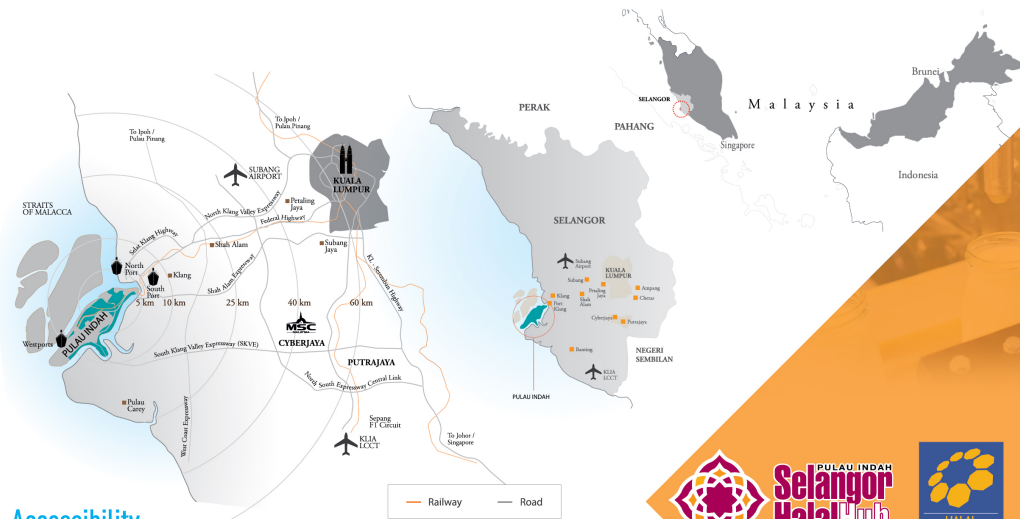 To Ipoh /
Pulau Pinang
To Ipoh /
Pulau Pinang
SUBANG
AIRPORT
KUALA
LUMPUR
STRAITS
OF MALACCA
Petaling
Jaya
North Klang Valley Expressway
Federal Highway
Selat Klang Highway
Shah Alam
Subang
Jaya
North
Port
South
Port
Klang
Shah Alam Expressway
KL - Seremban Highway
5 km
10 km
25 km
40 km
60 km
Westports
PULAU INDAH
MSC
CYBERJAYA
South Klang Valley Expressway (SKVE)
PUTRAJAYA
North South Expressway Central Link
Pulau
Carey
West Coast Expressway
Sepang
F1 Circuit
KLIA
LCCT
To Johor /
Singapore
PERAK
PAHANG
SELANGOR
Subang
Airport
KUALA
LUMPUR
Subang
Petaling
Jaya
Ampang
Klang
Port
Klang
Shah
Alam
Cheras
Cyberjaya
Putrajaya
Banting
NEGERI
SEMBILAN
KLIA
LCCT
PULAU INDAH
SELANGOR
Malaysia
Singapore
Brunei
Indonesia
Railway
Road
Accessibility
PULAU INDAH
Selangor
HalalHub
HALAL